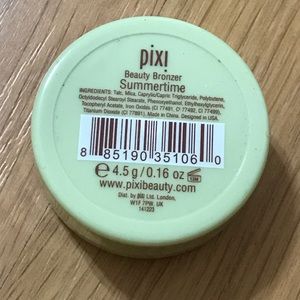 pixi
Beauty Bronzer
Summertime
INGREDIENTS: Talc, Mica, Caprylic/Capric Triglyceride, Polybutene,
Octyldodecyl Stearoyl Stearate, Phenoxyethanol, Ethylhexylglycerin,
Tocopheryl Acetate, Iron Oxides (CI 77491, CI 77492, CI 77499),
Titanium Dioxide (CI 77891). Made in China. Designed in USA.
8 85190 35106 0
℮ 4.5 g / 0.16 oz
www.pixibeauty.com
Dist. by Ltd. London,
W1F 7PW. UK
141223